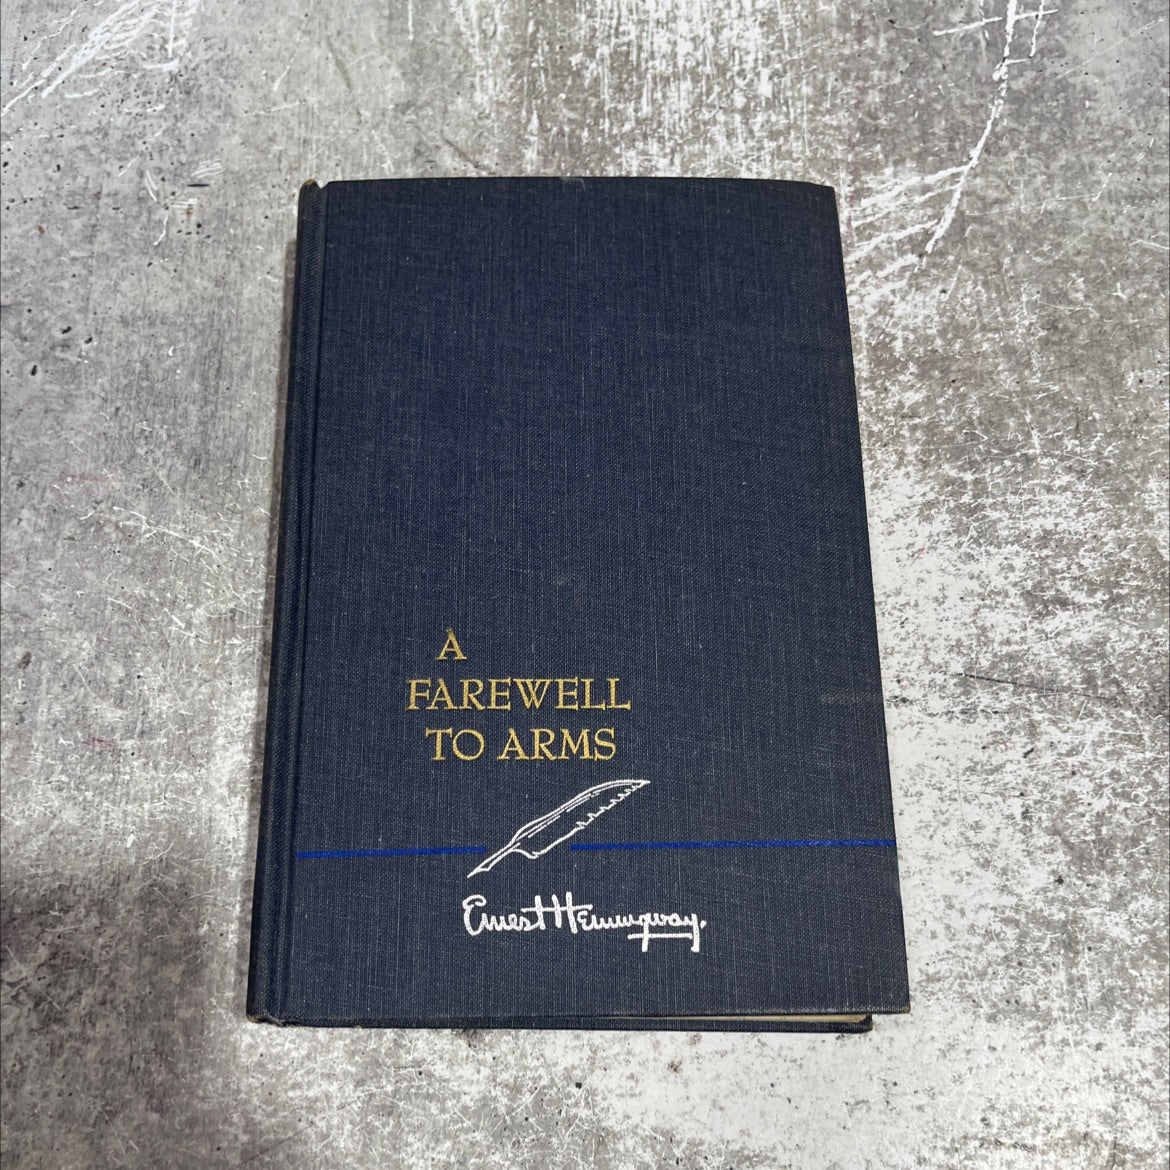 A
FAREWELL
TO ARMS
Ernest Hemingway.